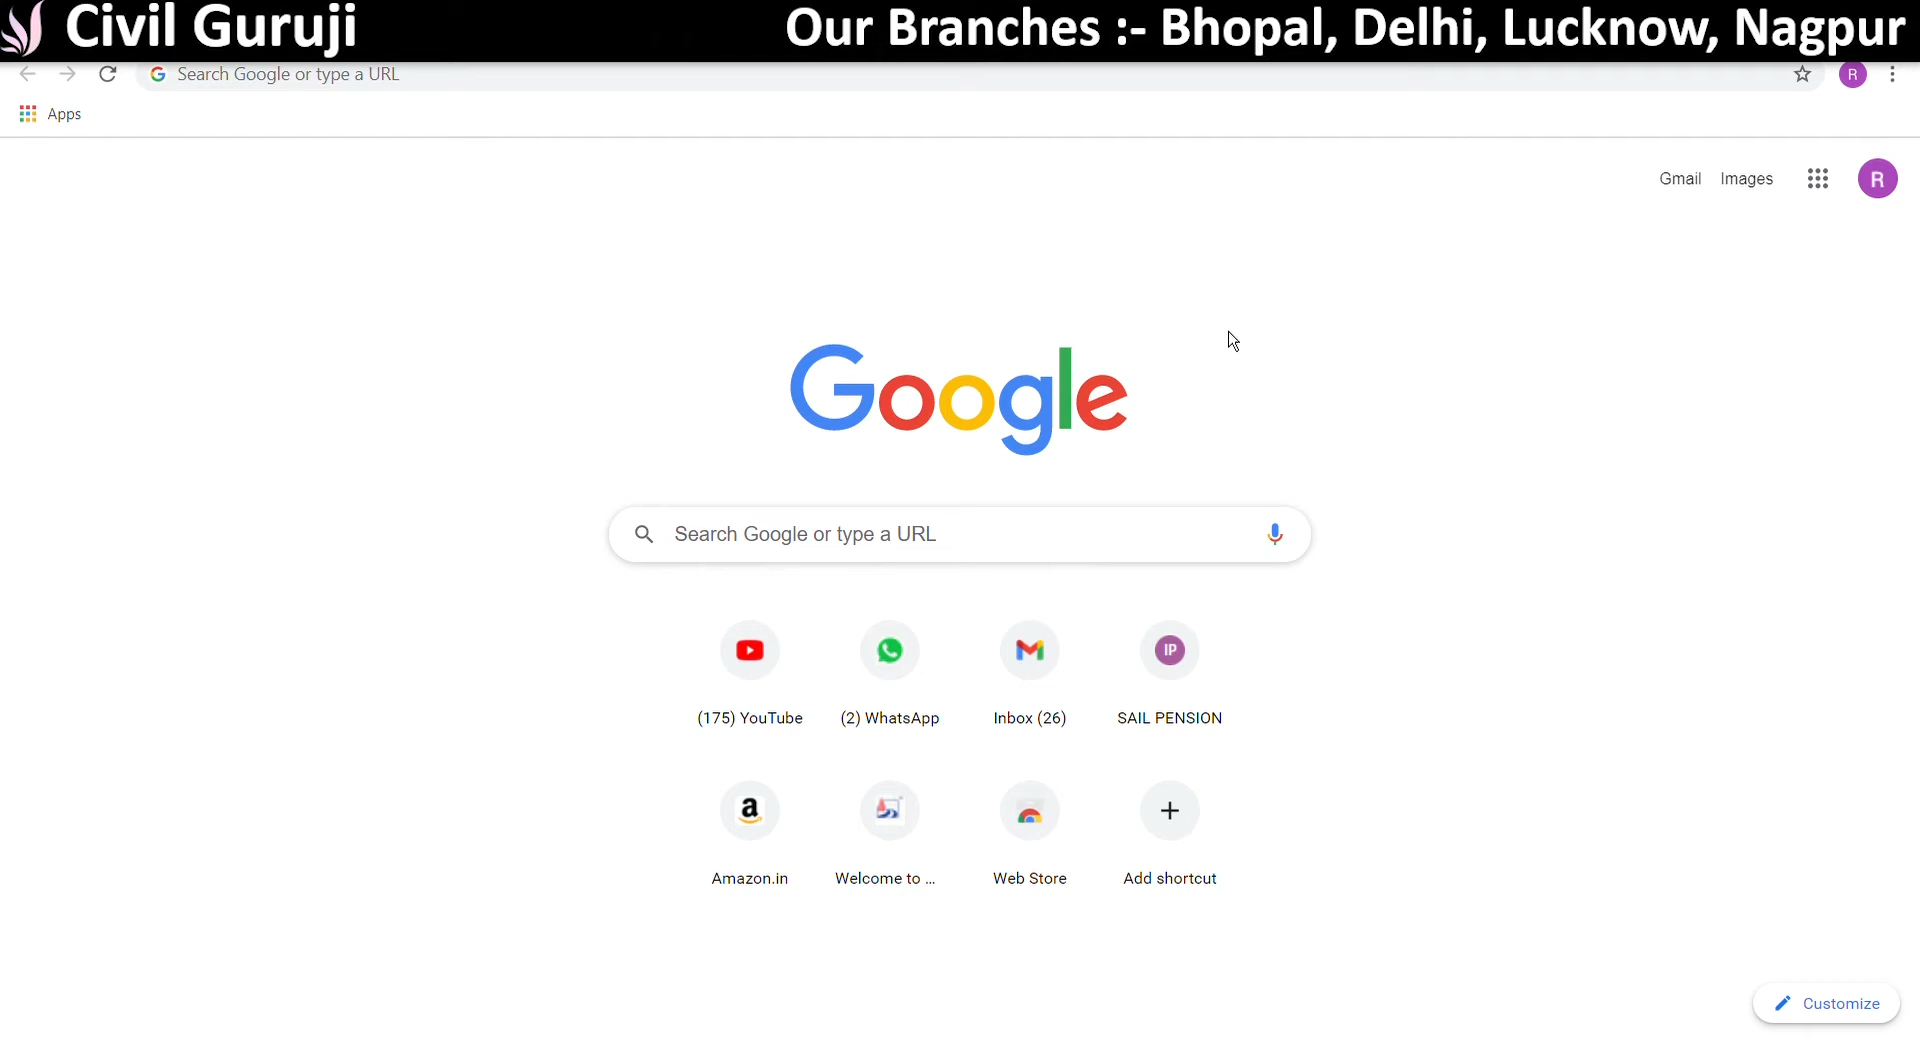 Civil Guruji
Our Branches :- Bhopal, Delhi, Lucknow, Nagpur
Search Google or type a URL
R
Apps
Gmail
Images
R
Google
Search Google or type a URL
IP
(175) YouTube
(2) WhatsApp
Inbox (26)
SAIL PENSION
a
Amazon.in
Welcome to ...
Web Store
Add shortcut
Customize